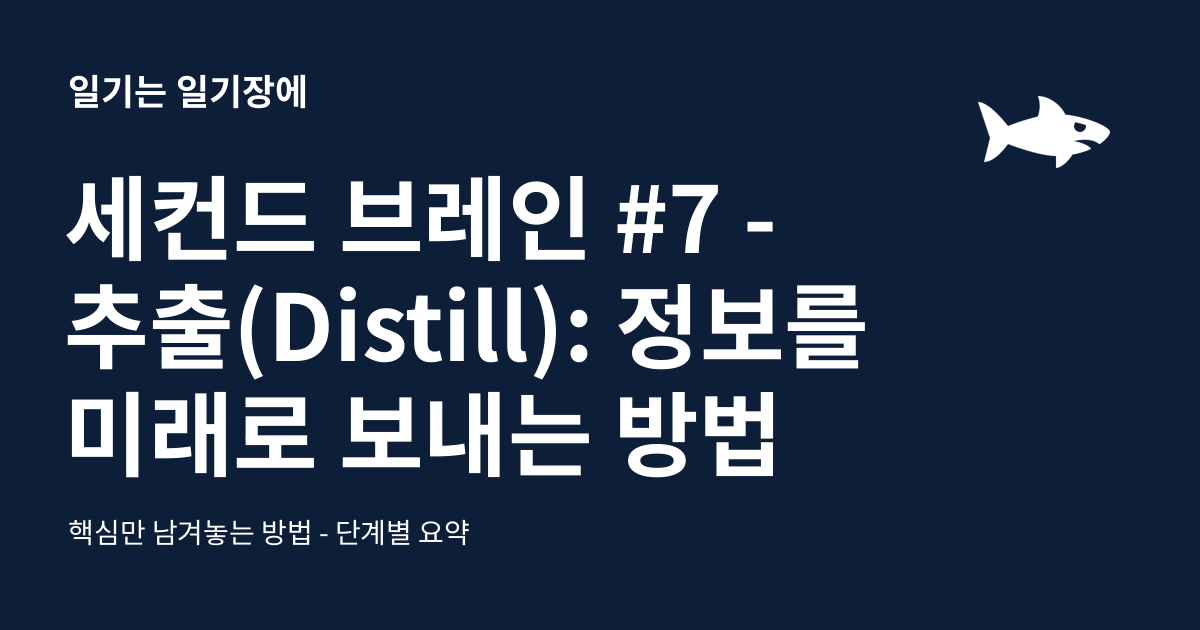 일기는 일기장에
세컨드 브레인 #7 -
추출(Distill): 정보를
미래로 보내는 방법
핵심만 남겨놓는 방법 - 단계별 요약